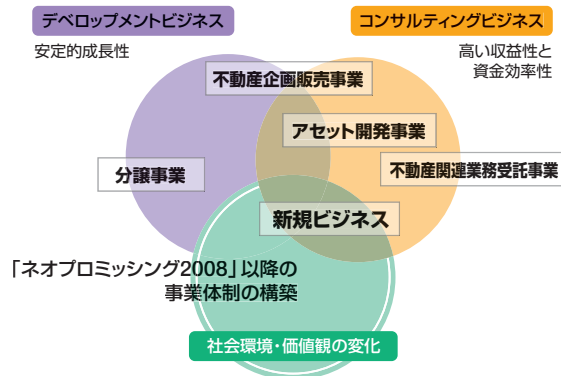 デベロップメントビジネス
安定的成長性
コンサルティングビジネス
高い収益性と
資金効率性
不動産企画販売事業
アセット開発事業
分譲事業
不動産関連業務受託事業
新規ビジネス
「ネオプロミッシング2008」以降の
事業体制の構築
社会環境・価値観の変化